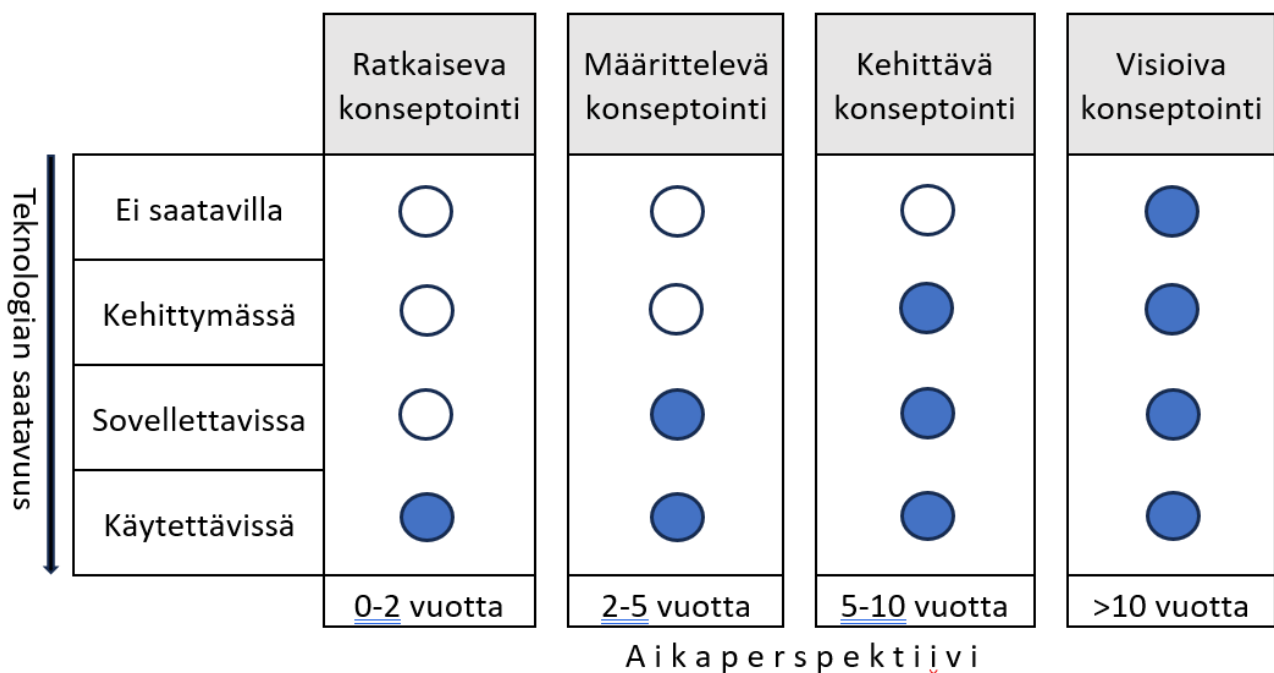 Ratkaiseva
konseptointi
Määrittelevä
konseptointi
Kehittävä
konseptointi
Visioiva
konseptointi
Teknologian saatavuus
Ei saatavilla
Kehittymässä
Sovellettavissa
Käytettävissä
0-2 vuotta
2-5 vuotta
5-10 vuotta
>10 vuotta
Aikaperspektiivi